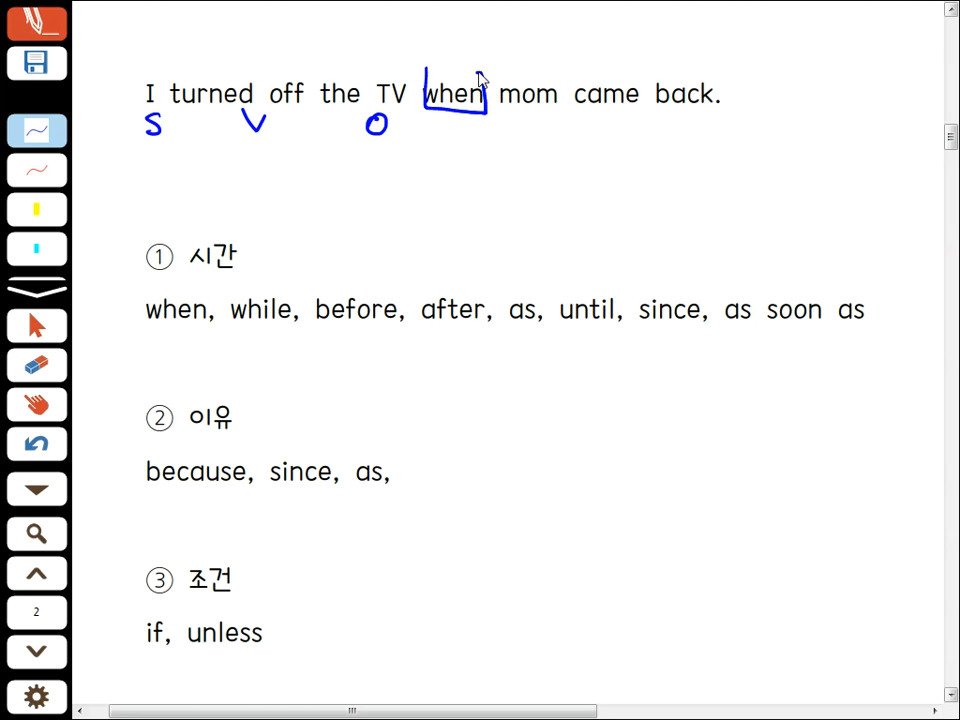 I turned off the TV when mom came back.
S V O
① 시간
when, while, before, after, as, until, since, as soon as
② 이유
because, since, as,
③ 조건
if, unless
2